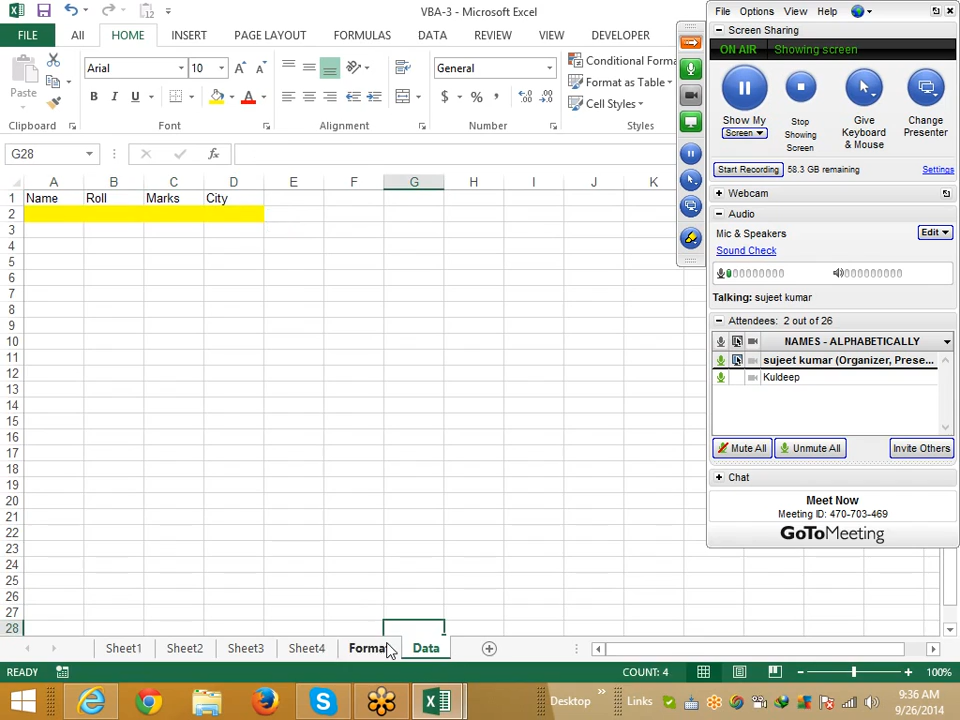 VBA-3 - Microsoft Excel
FILE
All
HOME
INSERT
PAGE LAYOUT
FORMULAS
DATA
REVIEW
VIEW
DEVELOPER
Paste
Arial
10
B I U
General
$ % ,
Conditional Forma
Format as Table
Cell Styles
Clipboard
Font
Alignment
Number
Styles
G28
fx
A B C D E F G H I J K
1 Name Roll Marks City
2
3
4
5
6
7
8
9
10
11
12
13
14
15
16
17
18
19
20
21
22
23
24
25
26
27
28
Sheet1
Sheet2
Sheet3
Sheet4
Forma
Data
READY
COUNT: 4
100%
File Options View Help
Screen Sharing
ON AIR
Showing screen
Show My
Screen
Stop
Showing
Screen
Give
Keyboard
& Mouse
Change
Presenter
Start Recording
58.3 GB remaining
Settings
Webcam
Audio
Mic & Speakers
Edit
Sound Check
Talking: sujeet kumar
Attendees: 2 out of 26
NAMES - ALPHABETICALLY
sujeet kumar (Organizer, Prese...
Kuldeep
Mute All
Unmute All
Invite Others
Chat
Meet Now
Meeting ID: 470-703-469
GoToMeeting
Desktop
Links
9:36 AM
9/26/2014